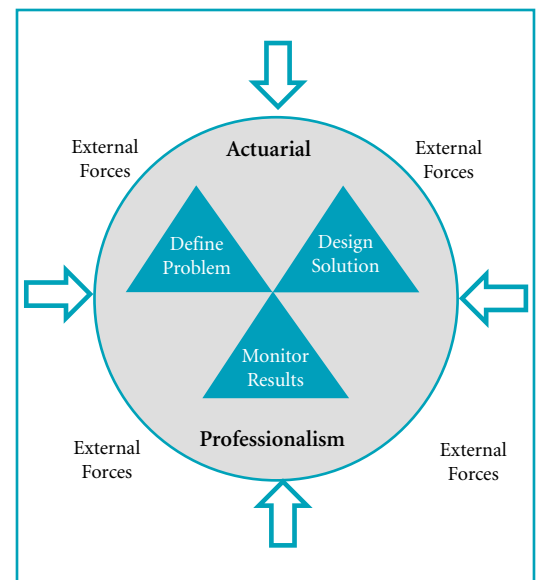 External
Forces
Actuarial
External
Forces
Define
Problem
Design
Solution
Monitor
Results
Professionalism
External
Forces
External
Forces